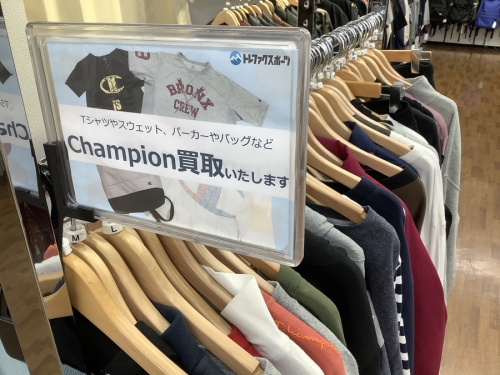 トレファクスポーツ
BRONX
CREW
Tシャツやスウェット、パーカーやバッグなど
Champion買取いたします
M
L
Champion